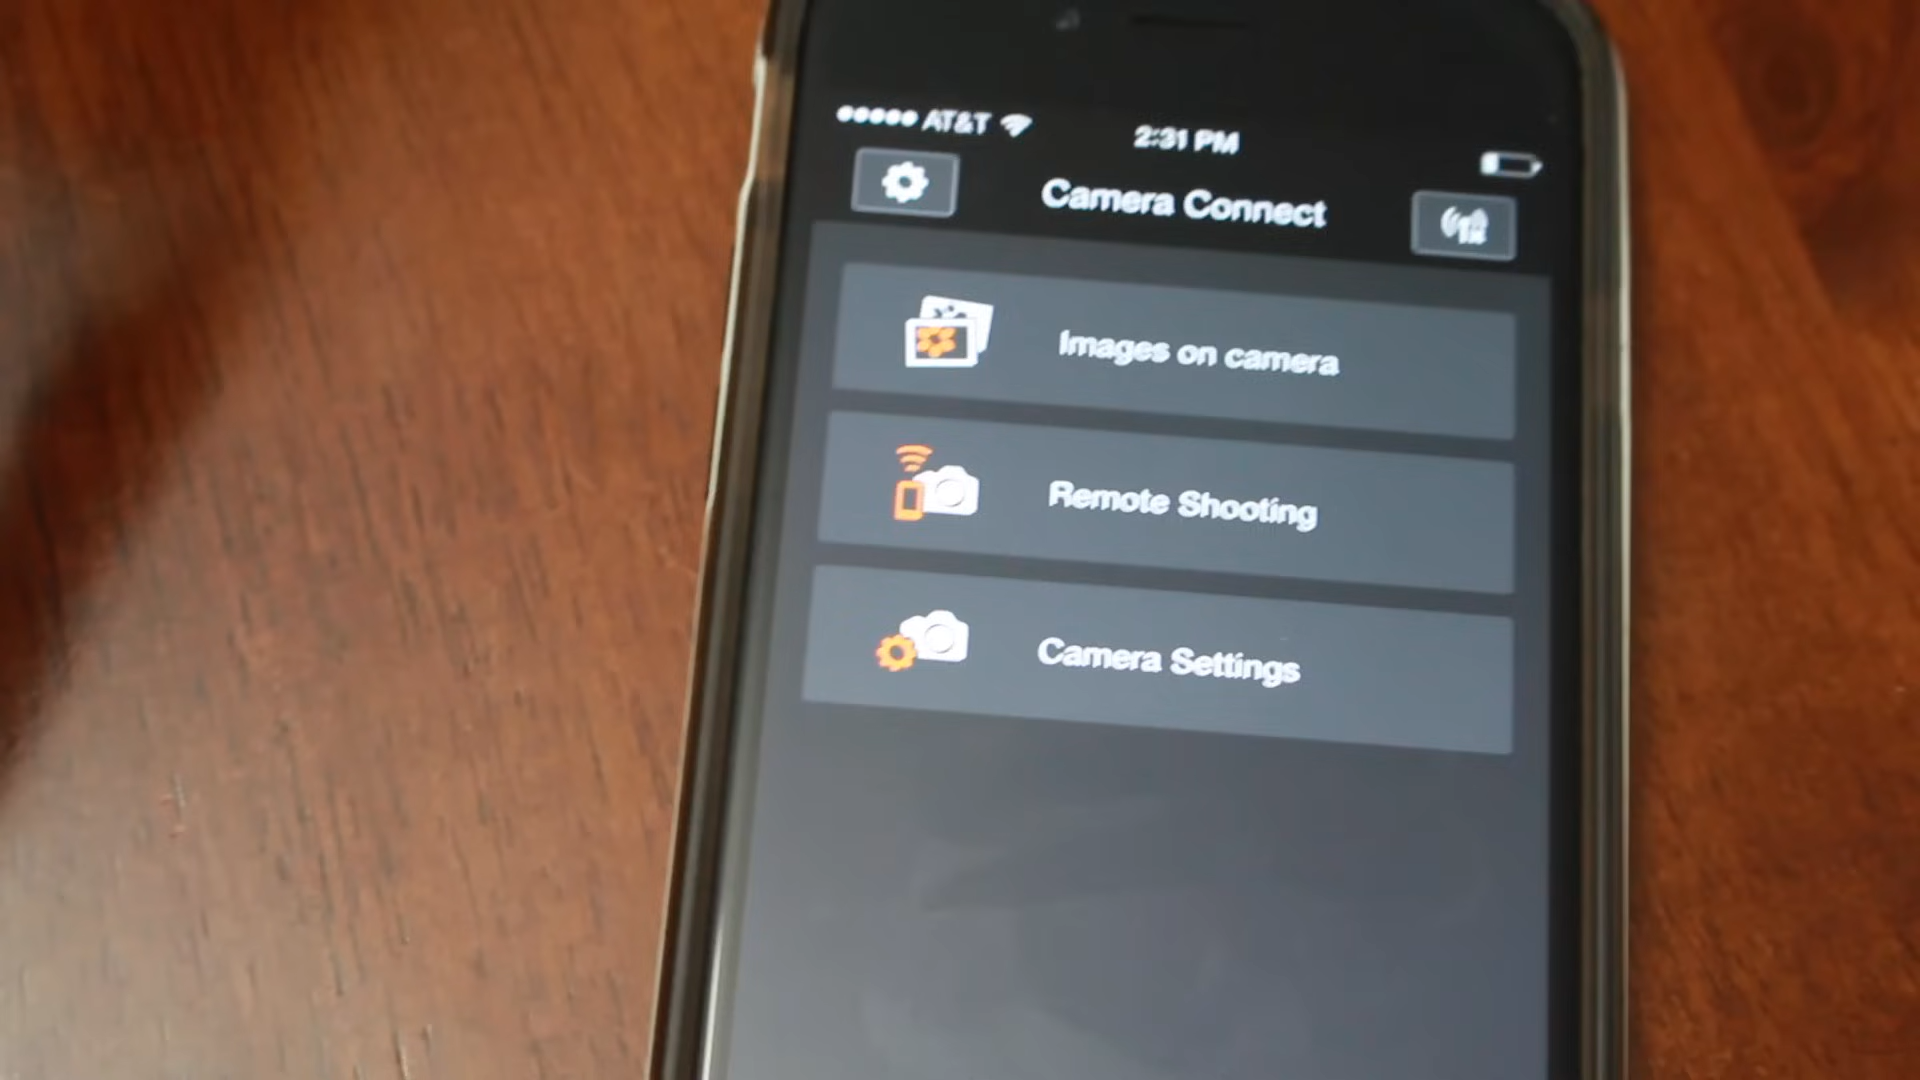 AT&T 2:31 PM
Camera Connect
Images on camera
Remote Shooting
Camera Settings